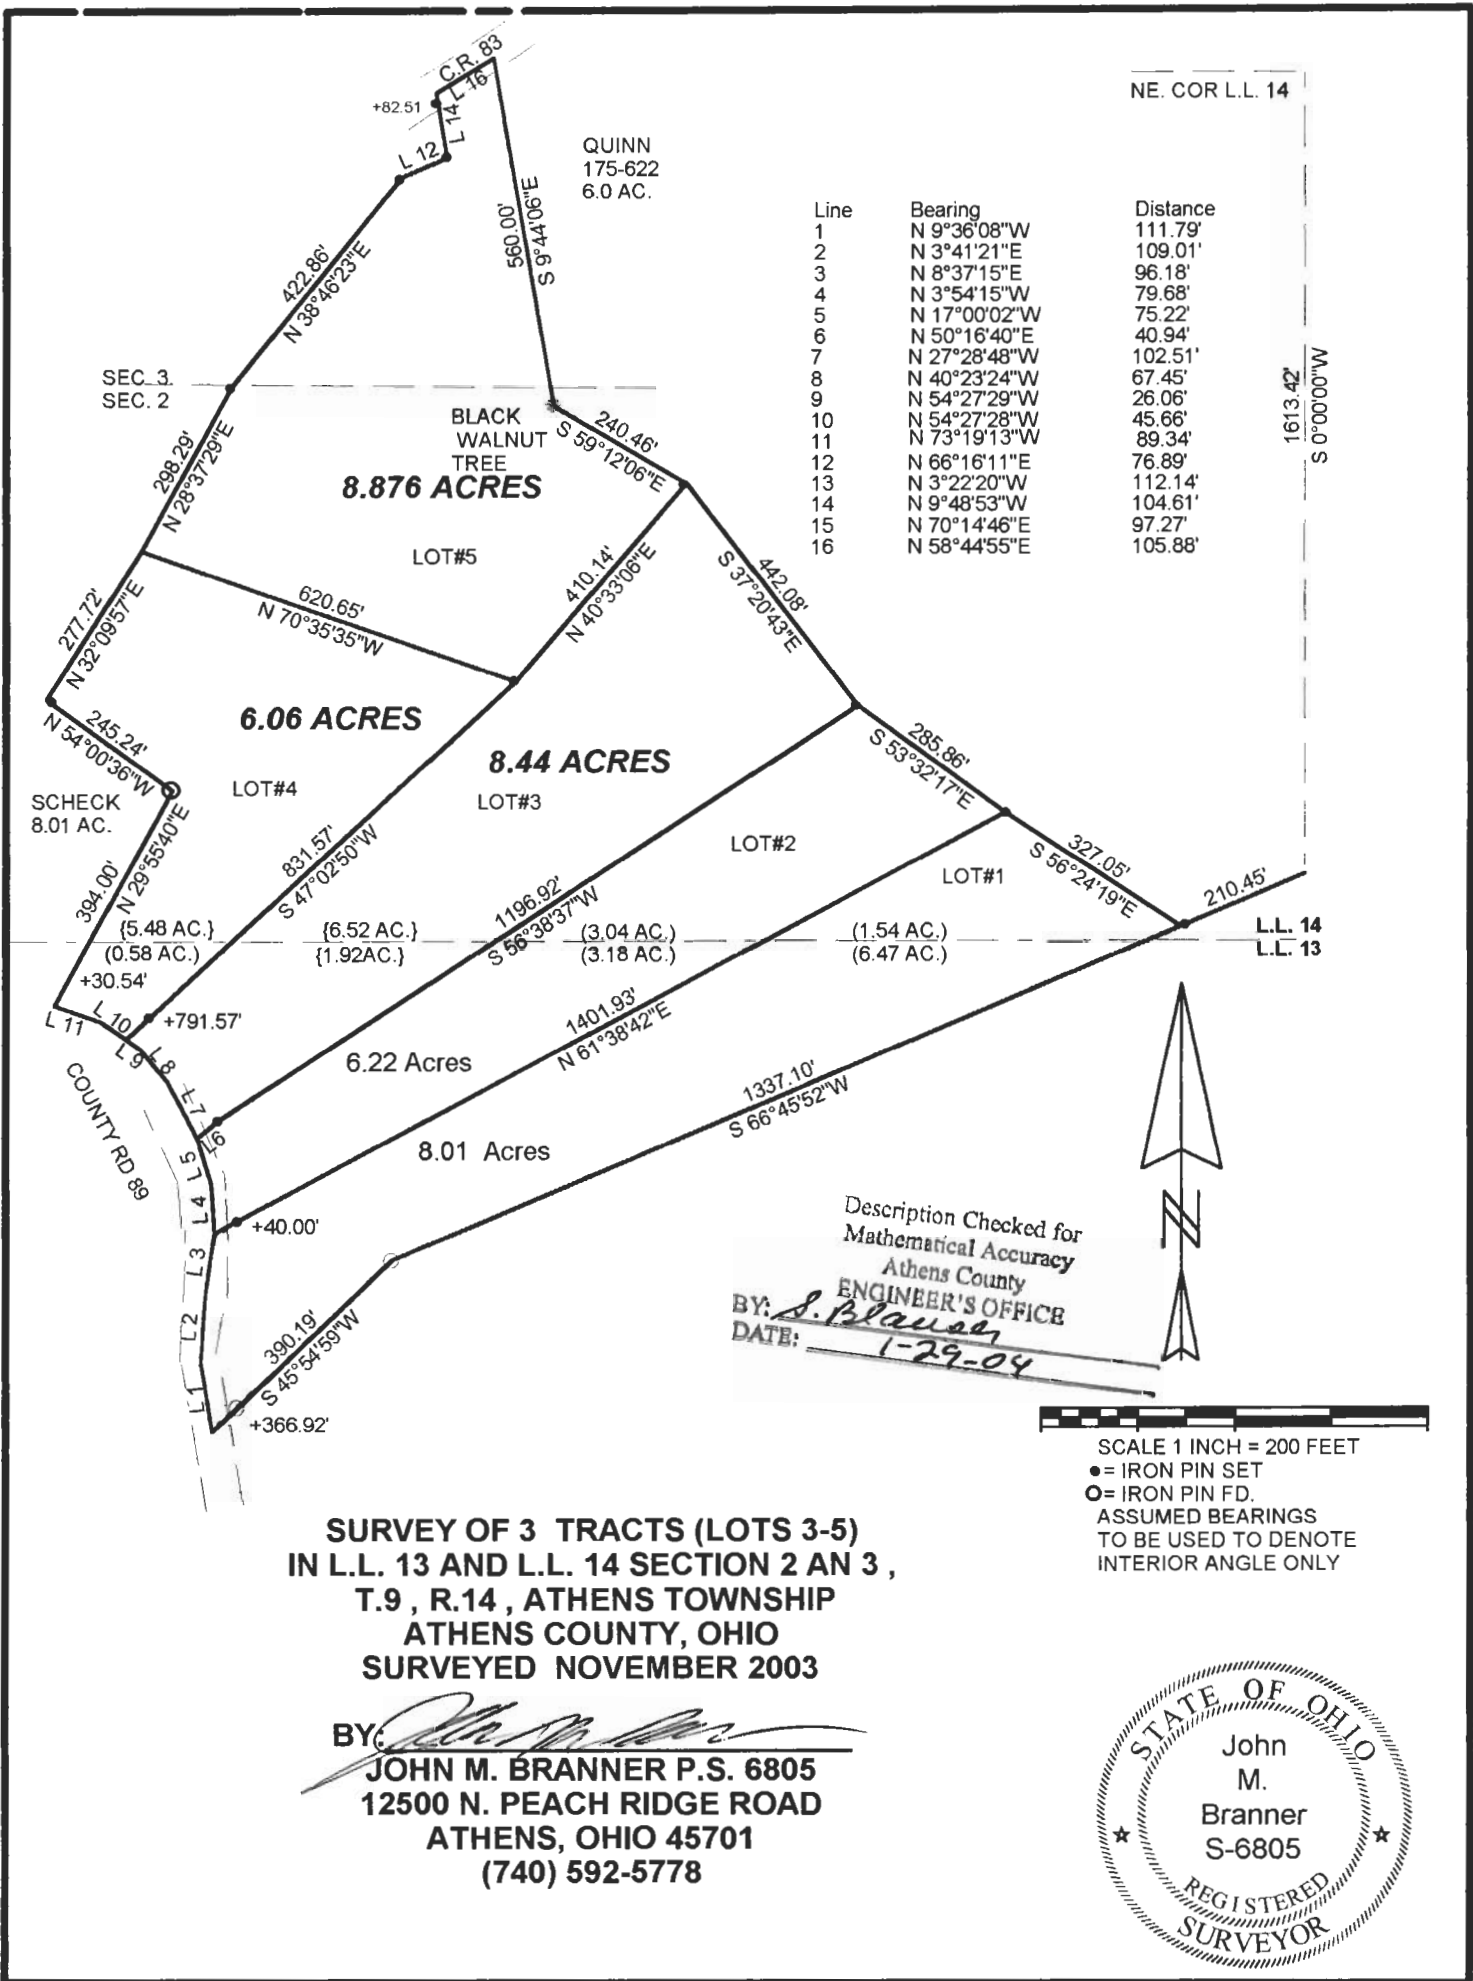 C.R. 83
L 16
+82.51
L 14
L 12
NE. COR L.L. 14
QUINN
175-622
6.0 AC.
560.00'
S 9°44'06"E
422.86'
N 38°46'23"E
Line Bearing Distance
1 N 9°36'08"W 111.79'
2 N 3°41'21"E 109.01'
3 N 8°37'15"E 96.18'
4 N 3°54'15"W 79.68'
5 N 17°00'02"W 75.22'
6 N 50°16'40"E 40.94'
7 N 27°28'48"W 102.51'
8 N 40°23'24"W 67.45'
9 N 54°27'29"W 26.06'
10 N 54°27'28"W 45.66'
11 N 73°19'13"W 89.34'
12 N 66°16'11"E 76.89'
13 N 3°22'20"W 112.14'
14 N 9°48'53"W 104.61'
15 N 70°14'46"E 97.27'
16 N 58°44'55"E 105.88'
1613.42'
S 0°00'00"W
SEC. 3.
SEC. 2
BLACK
WALNUT
TREE
240.46'
S 59°12'06"E
298.29'
N 28°37'29"E
8.876 ACRES
LOT#5
410.14'
N 40°33'06"E
442.08'
S 37°20'43"E
620.65'
N 70°35'35"W
277.72'
N 32°09'57"E
245.24'
N 54°00'36"W
6.06 ACRES
LOT#4
8.44 ACRES
LOT#3
285.86'
S 53°32'17"E
SCHECK
8.01 AC.
LOT#2
LOT#1
327.05'
S 56°24'19"E
210.45'
394.00'
N 29°55'40"E
831.57'
S 47°02'50"W
1196.92'
S 56°38'37"W
{5.48 AC.} {6.52 AC.} (3.04 AC.) (1.54 AC.)
(0.58 AC.) {1.92AC.} (3.18 AC.) (6.47 AC.)
L.L. 14
L.L. 13
+30.54'
L 11
L 10
+791.57'
L 9
L 8
L 7
L6
L 5
L 4
L 3
L 2
L1
COUNTY RD 89
6.22 Acres
1401.93'
N 61°38'42"E
1337.10'
S 66°45'52"W
8.01 Acres
+40.00'
390.19'
S 45°54'59"W
+366.92'
N
Description Checked for
Mathematical Accuracy
Athens County
ENGINEER'S OFFICE
BY: S. Blauser
DATE: 1-29-04
SCALE 1 INCH = 200 FEET
●= IRON PIN SET
O= IRON PIN FD.
ASSUMED BEARINGS
TO BE USED TO DENOTE
INTERIOR ANGLE ONLY
SURVEY OF 3 TRACTS (LOTS 3-5)
IN L.L. 13 AND L.L. 14 SECTION 2 AN 3 ,
T.9 , R.14 , ATHENS TOWNSHIP
ATHENS COUNTY, OHIO
SURVEYED NOVEMBER 2003
BY:
JOHN M. BRANNER P.S. 6805
12500 N. PEACH RIDGE ROAD
ATHENS, OHIO 45701
(740) 592-5778
STATE OF OHIO
John
M.
Branner
S-6805
REGISTERED
SURVEYOR